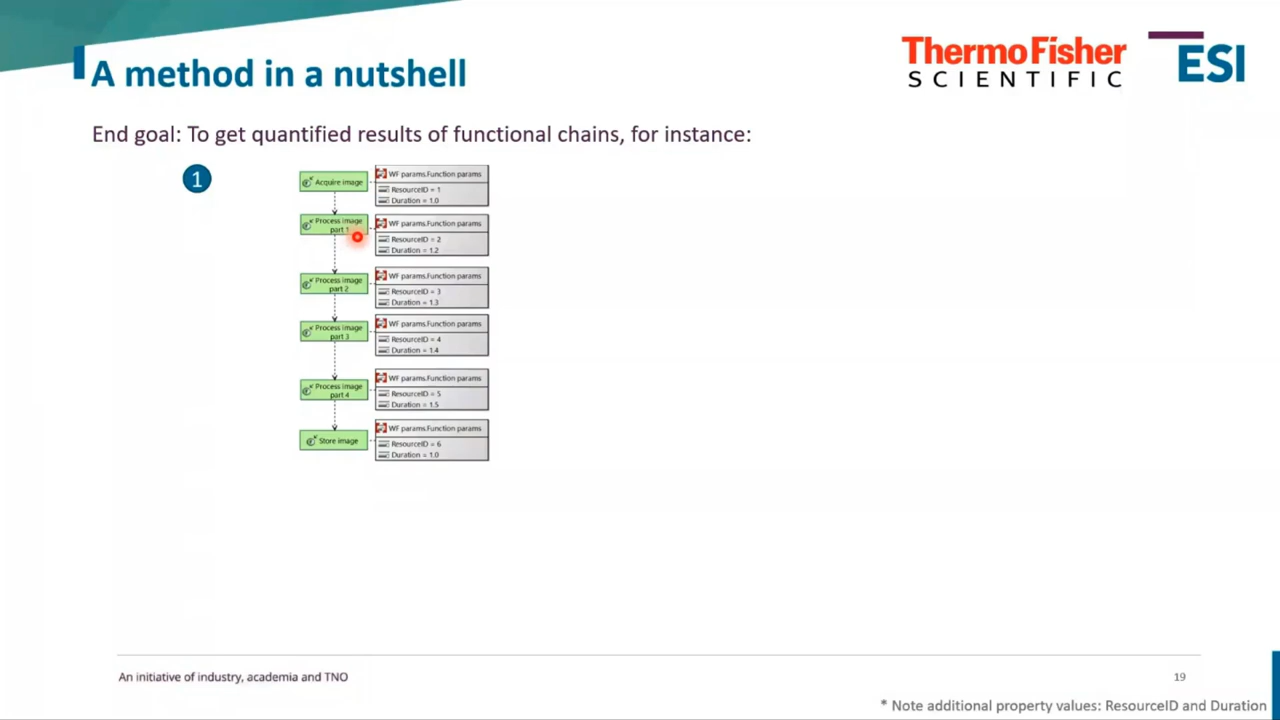 A method in a nutshell
ThermoFisher
SCIENTIFIC
ESI
End goal: To get quantified results of functional chains, for instance:
1
Acquire image
WF params.Function params
ResourceID = 1
Duration = 1.0
Process image
part 1
WF params.Function params
ResourceID = 2
Duration = 1.2
Process image
part 2
WF params.Function params
ResourceID = 3
Duration = 1.3
Process image
part 3
WF params.Function params
ResourceID = 4
Duration = 1.4
Process image
part 4
WF params.Function params
ResourceID = 5
Duration = 1.5
Store image
WF params.Function params
ResourceID = 6
Duration = 1.0
An initiative of industry, academia and TNO
19
* Note additional property values: ResourceID and Duration